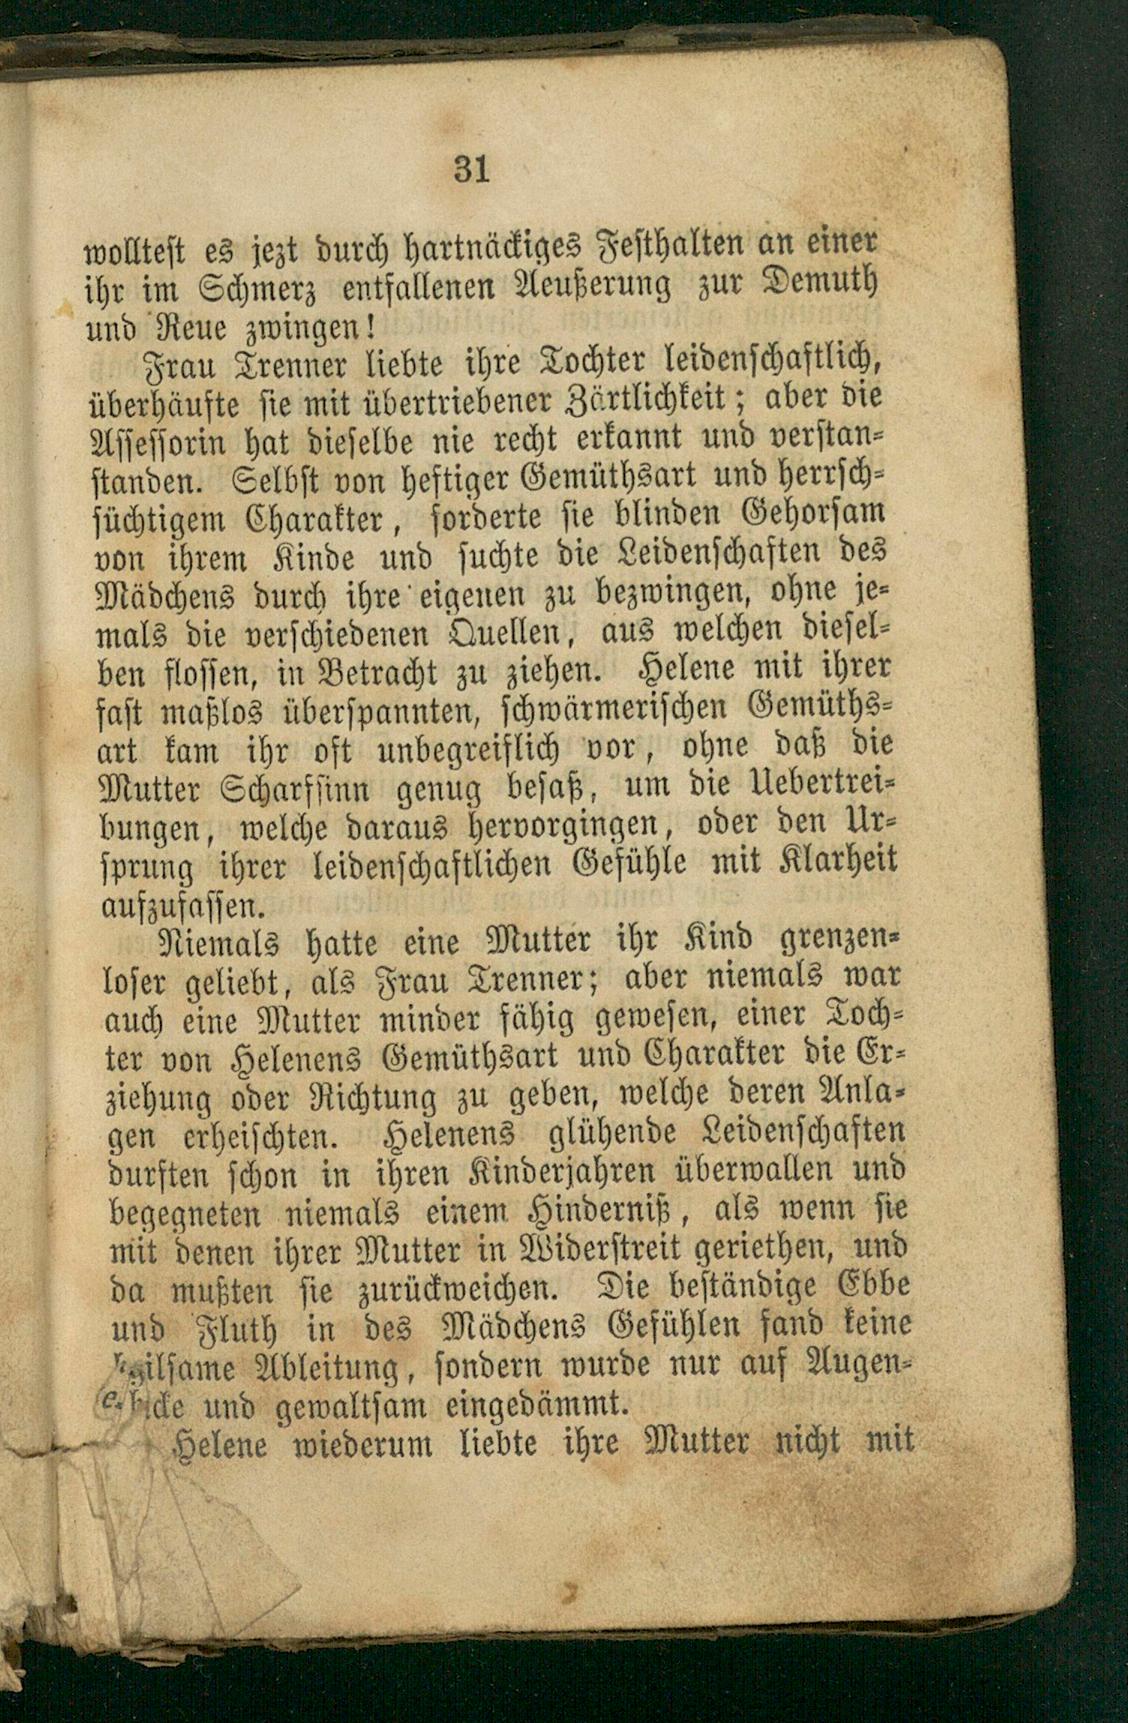 31
wolltest es jezt durch hartnäckiges Festhalten an einer
ihr im Schmerz entfallenen Aeußerung zur Demuth
und Reue zwingen!
Frau Trenner liebte ihre Tochter leidenschaftlich,
überhäufte sie mit übertriebener Zärtlichkeit; aber die
Assessorin hat dieselbe nie recht erkannt und verstan-
standen. Selbst von heftiger Gemüthsart und herrsch-
süchtigem Charakter, forderte sie blinden Gehorsam
von ihrem Kinde und suchte die Leidenschaften des
Mädchens durch ihre eigenen zu bezwingen, ohne je-
mals die verschiedenen Quellen, aus welchen diesel-
ben flossen, in Betracht zu ziehen. Helene mit ihrer
fast maßlos überspannten, schwärmerischen Gemüths-
art kam ihr oft unbegreiflich vor, ohne daß die
Mutter Scharfsinn genug besaß, um die Uebertrei-
bungen, welche daraus hervorgingen, oder den Ur-
sprung ihrer leidenschaftlichen Gefühle mit Klarheit
aufzufassen.
Niemals hatte eine Mutter ihr Kind grenzen-
loser geliebt, als Frau Trenner; aber niemals war
auch eine Mutter minder fähig gewesen, einer Toch-
ter von Helenens Gemüthsart und Charakter die Er-
ziehung oder Richtung zu geben, welche deren Anla-
gen erheischten. Helenens glühende Leidenschaften
durften schon in ihren Kinderjahren überwallen und
begegneten niemals einem Hinderniß, als wenn sie
mit denen ihrer Mutter in Widerstreit geriethen, und
da mußten sie zurückweichen. Die beständige Ebbe
und Fluth in des Mädchens Gefühlen fand keine
Ableitung, sondern wurde nur auf Augen-
und gewaltsam eingedämmt.
Helene wiederum liebte ihre Mutter nicht mit